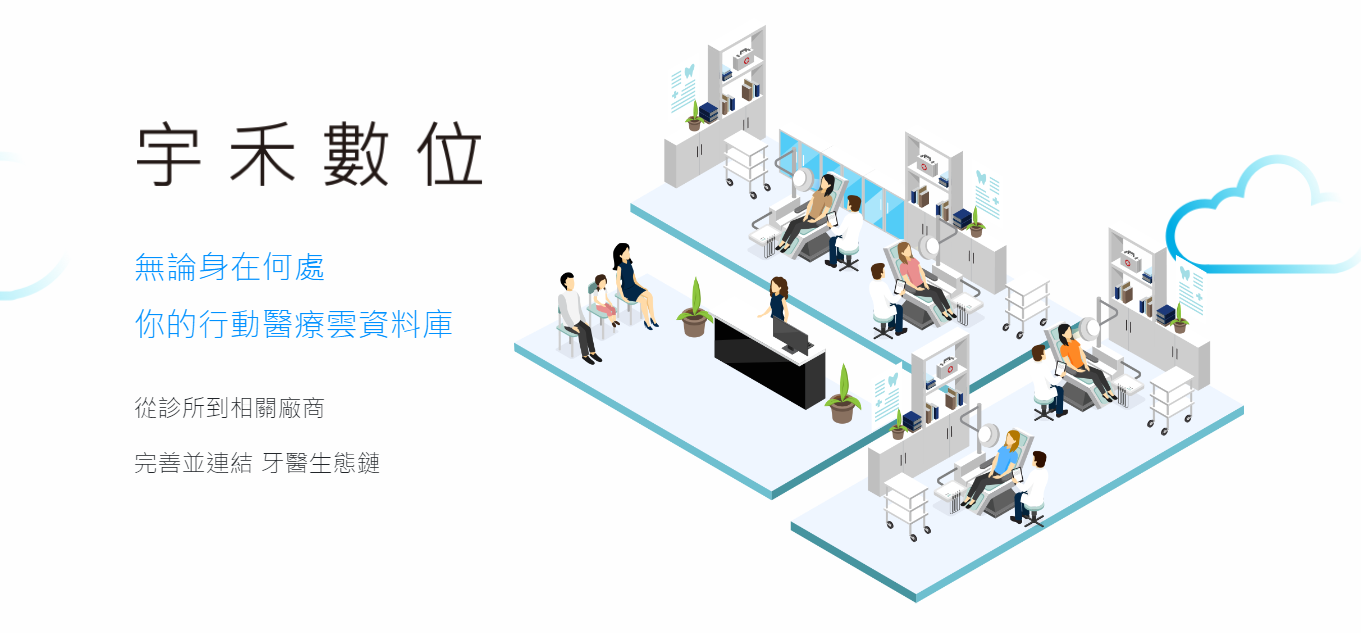 宇禾數位
無論身在何處
你的行動醫療雲資料庫
從診所到相關廠商
完善並連結 牙醫生態鏈